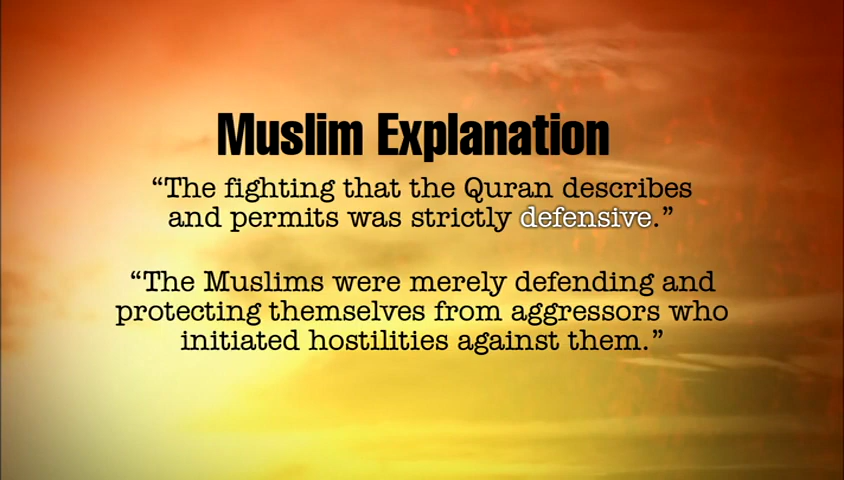 Muslim Explanation
“The fighting that the Quran describes
and permits was strictly defensive.”
“The Muslims were merely defending and
protecting themselves from aggressors who
initiated hostilities against them.”